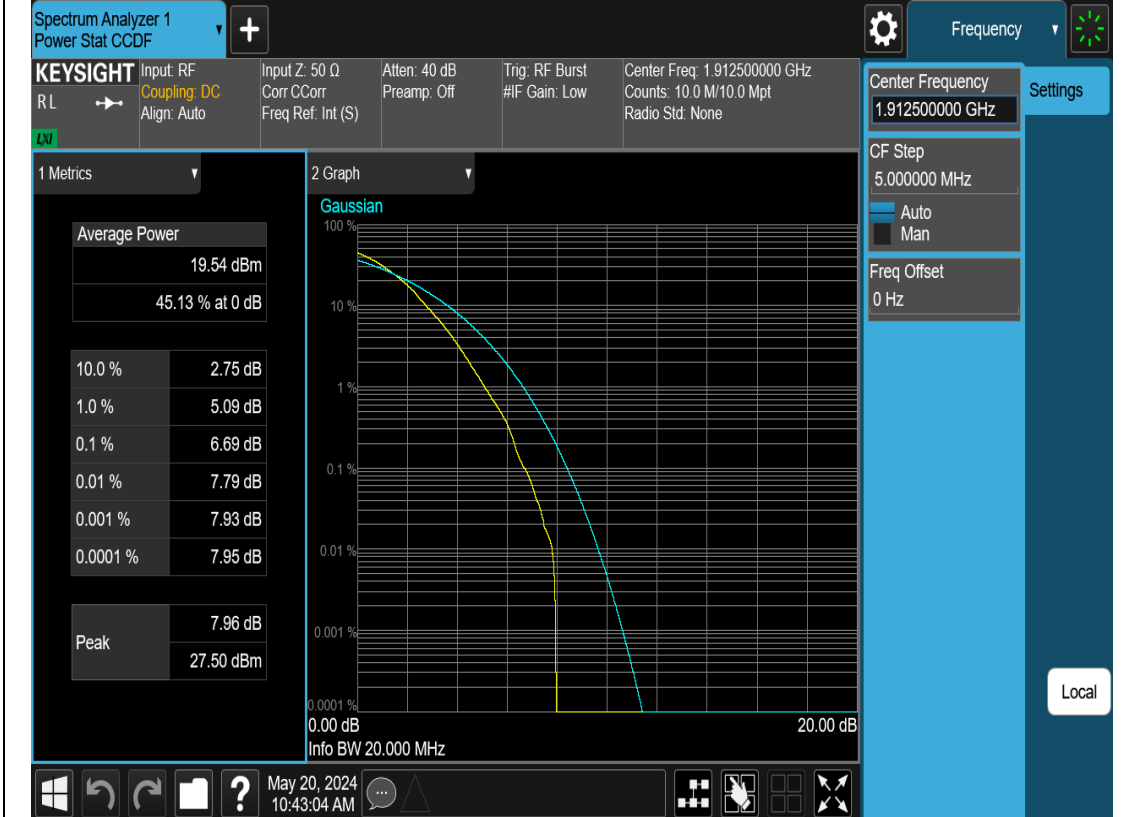 Spectrum Analyzer 1
Power Stat CCDF
+
Frequency
KEYSIGHT
RL
LXI
Input: RF
Coupling: DC
Align: Auto
Input Z: 50 Ω
Corr CCorr
Freq Ref: Int (S)
Atten: 40 dB
Preamp: Off
Trig: RF Burst
#IF Gain: Low
Center Freq: 1.912500000 GHz
Counts: 10.0 M/10.0 Mpt
Radio Std: None
Center Frequency
1.912500000 GHz
Settings
CF Step
5.000000 MHz
Auto
Man
Freq Offset
0 Hz
1 Metrics
Average Power
19.54 dBm
45.13 % at 0 dB
10.0 % 2.75 dB
1.0 % 5.09 dB
0.1 % 6.69 dB
0.01 % 7.79 dB
0.001 % 7.93 dB
0.0001 % 7.95 dB
Peak
7.96 dB
27.50 dBm
2 Graph
Gaussian
100 %
10 %
1 %
0.1 %
0.01 %
0.001 %
0.0001 %
0.00 dB 20.00 dB
Info BW 20.000 MHz
Local
?
May 20, 2024
10:43:04 AM